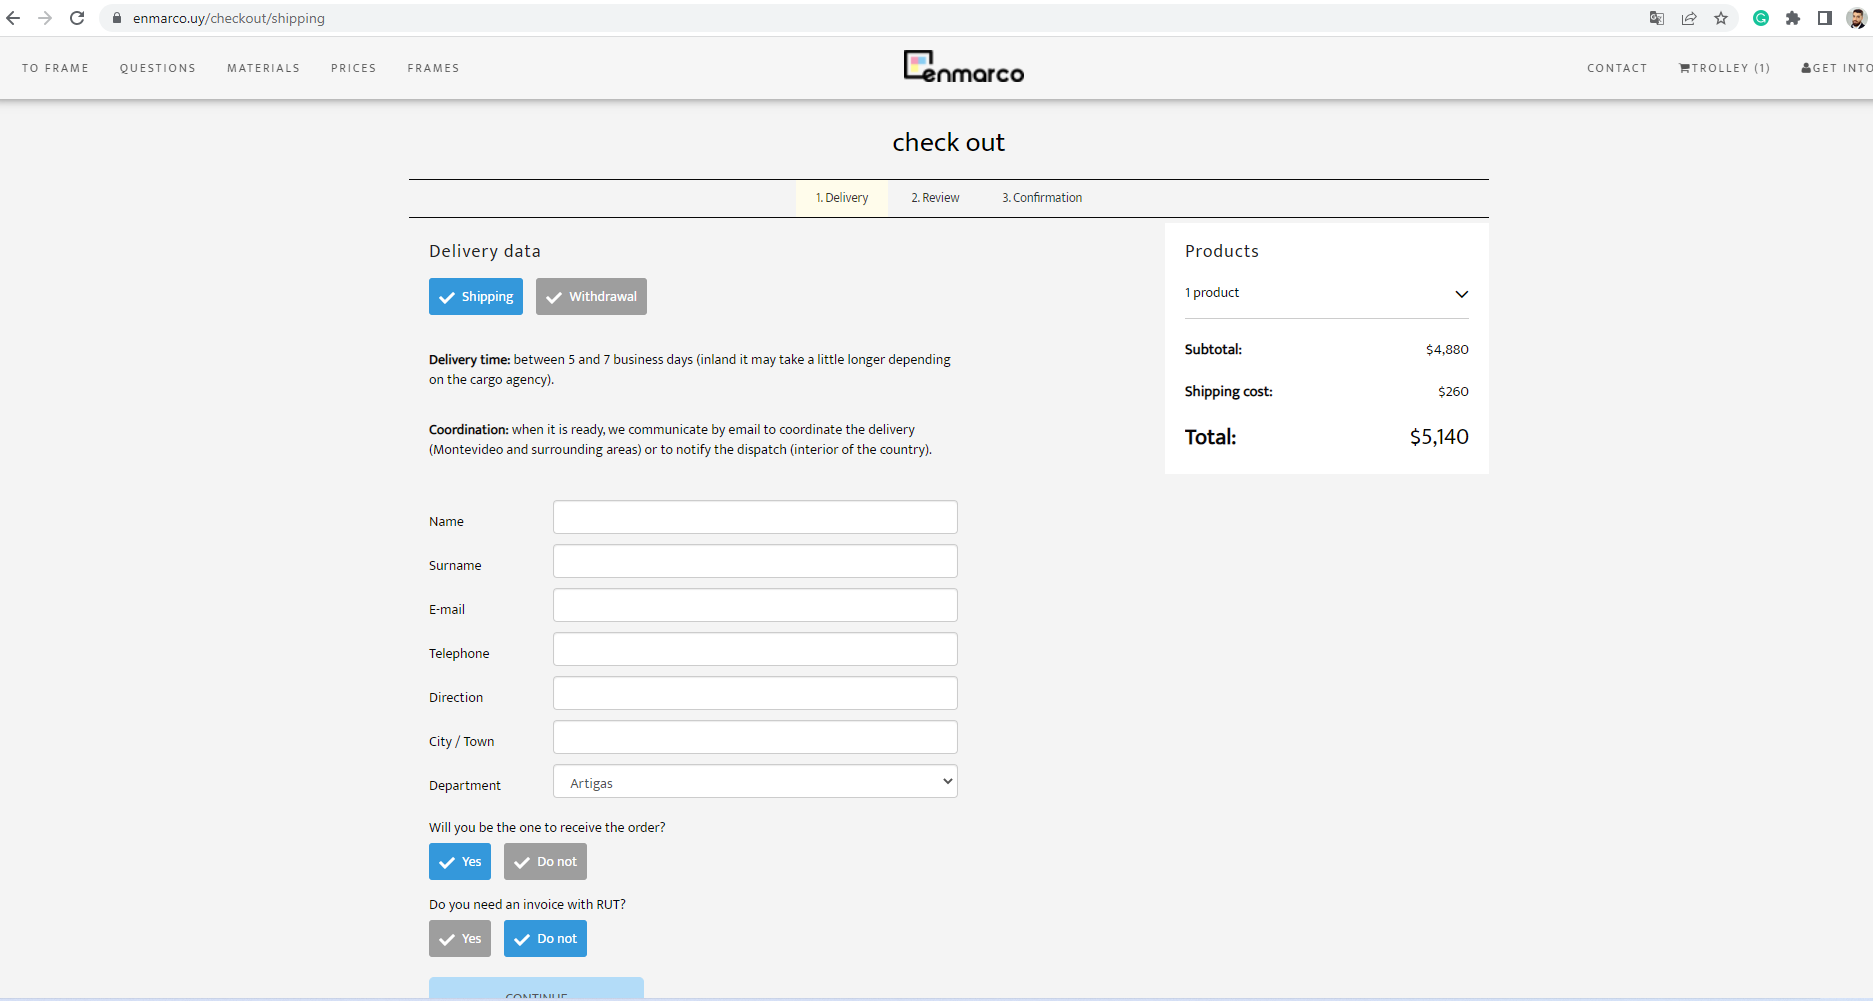 enmarco.uy/checkout/shipping
TO FRAME QUESTIONS MATERIALS PRICES FRAMES enmarco CONTACT TROLLEY (1) GET INTO
check out
1. Delivery 2. Review 3. Confirmation
Delivery data
Shipping Withdrawal
Delivery time: between 5 and 7 business days (inland it may take a little longer depending
on the cargo agency).
Coordination: when it is ready, we communicate by email to coordinate the delivery
(Montevideo and surrounding areas) or to notify the dispatch (interior of the country).
Name
Surname
E-mail
Telephone
Direction
City / Town
Department Artigas
Will you be the one to receive the order?
Yes Do not
Do you need an invoice with RUT?
Yes Do not
CONTINUE
Products
1 product
Subtotal: $4,880
Shipping cost: $260
Total: $5,140